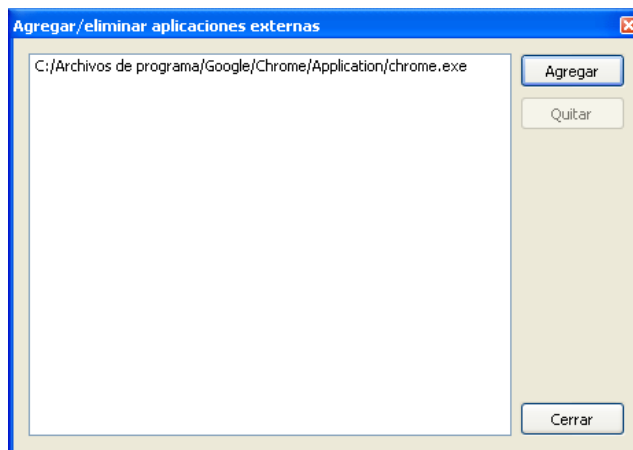 Agregar/eliminar aplicaciones externas
C:/Archivos de programa/Google/Chrome/Application/chrome.exe
Agregar
Quitar
Cerrar